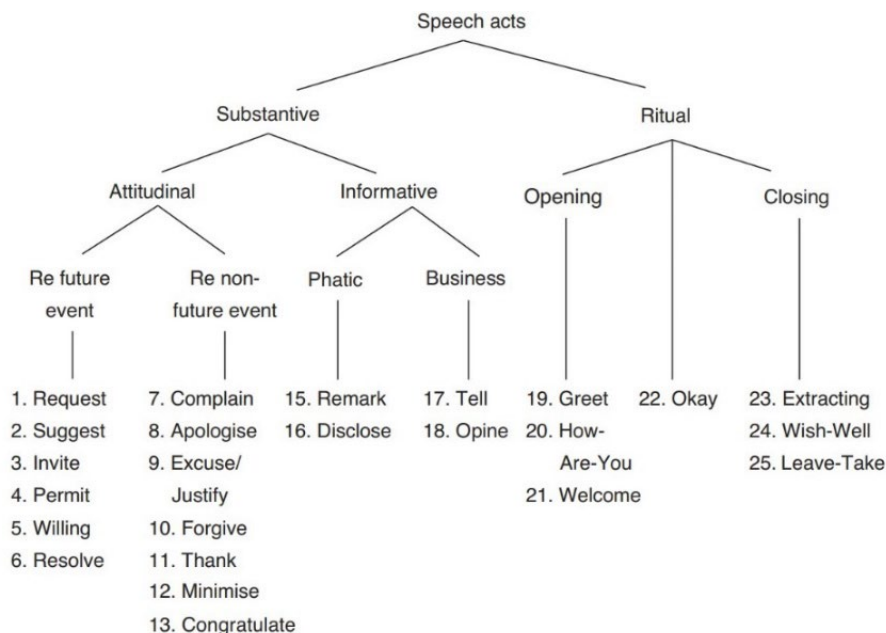 Speech acts
Substantive
Ritual
Attitudinal
Informative
Opening
Closing
Re future
event
Re non-
future event
Phatic
Business
1. Request
2. Suggest
3. Invite
4. Permit
5. Willing
6. Resolve
7. Complain
8. Apologise
9. Excuse/
Justify
10. Forgive
11. Thank
12. Minimise
13. Congratulate
15. Remark
16. Disclose
17. Tell
18. Opine
19. Greet
20. How-
Are-You
21. Welcome
22. Okay
23. Extracting
24. Wish-Well
25. Leave-Take